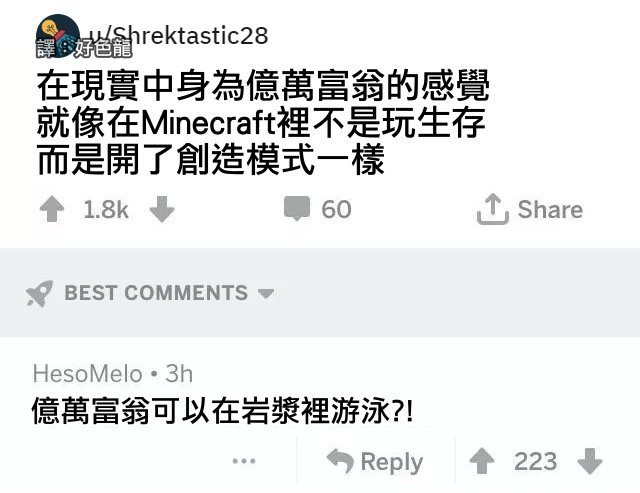 u/Shrektastic28
譯：好色龍
在現實中身為億萬富翁的感覺
就像在Minecraft裡不是玩生存
而是開了創造模式一樣
1.8k 60 Share
BEST COMMENTS
HesoMelo • 3h
億萬富翁可以在岩漿裡游泳?!
... Reply 223